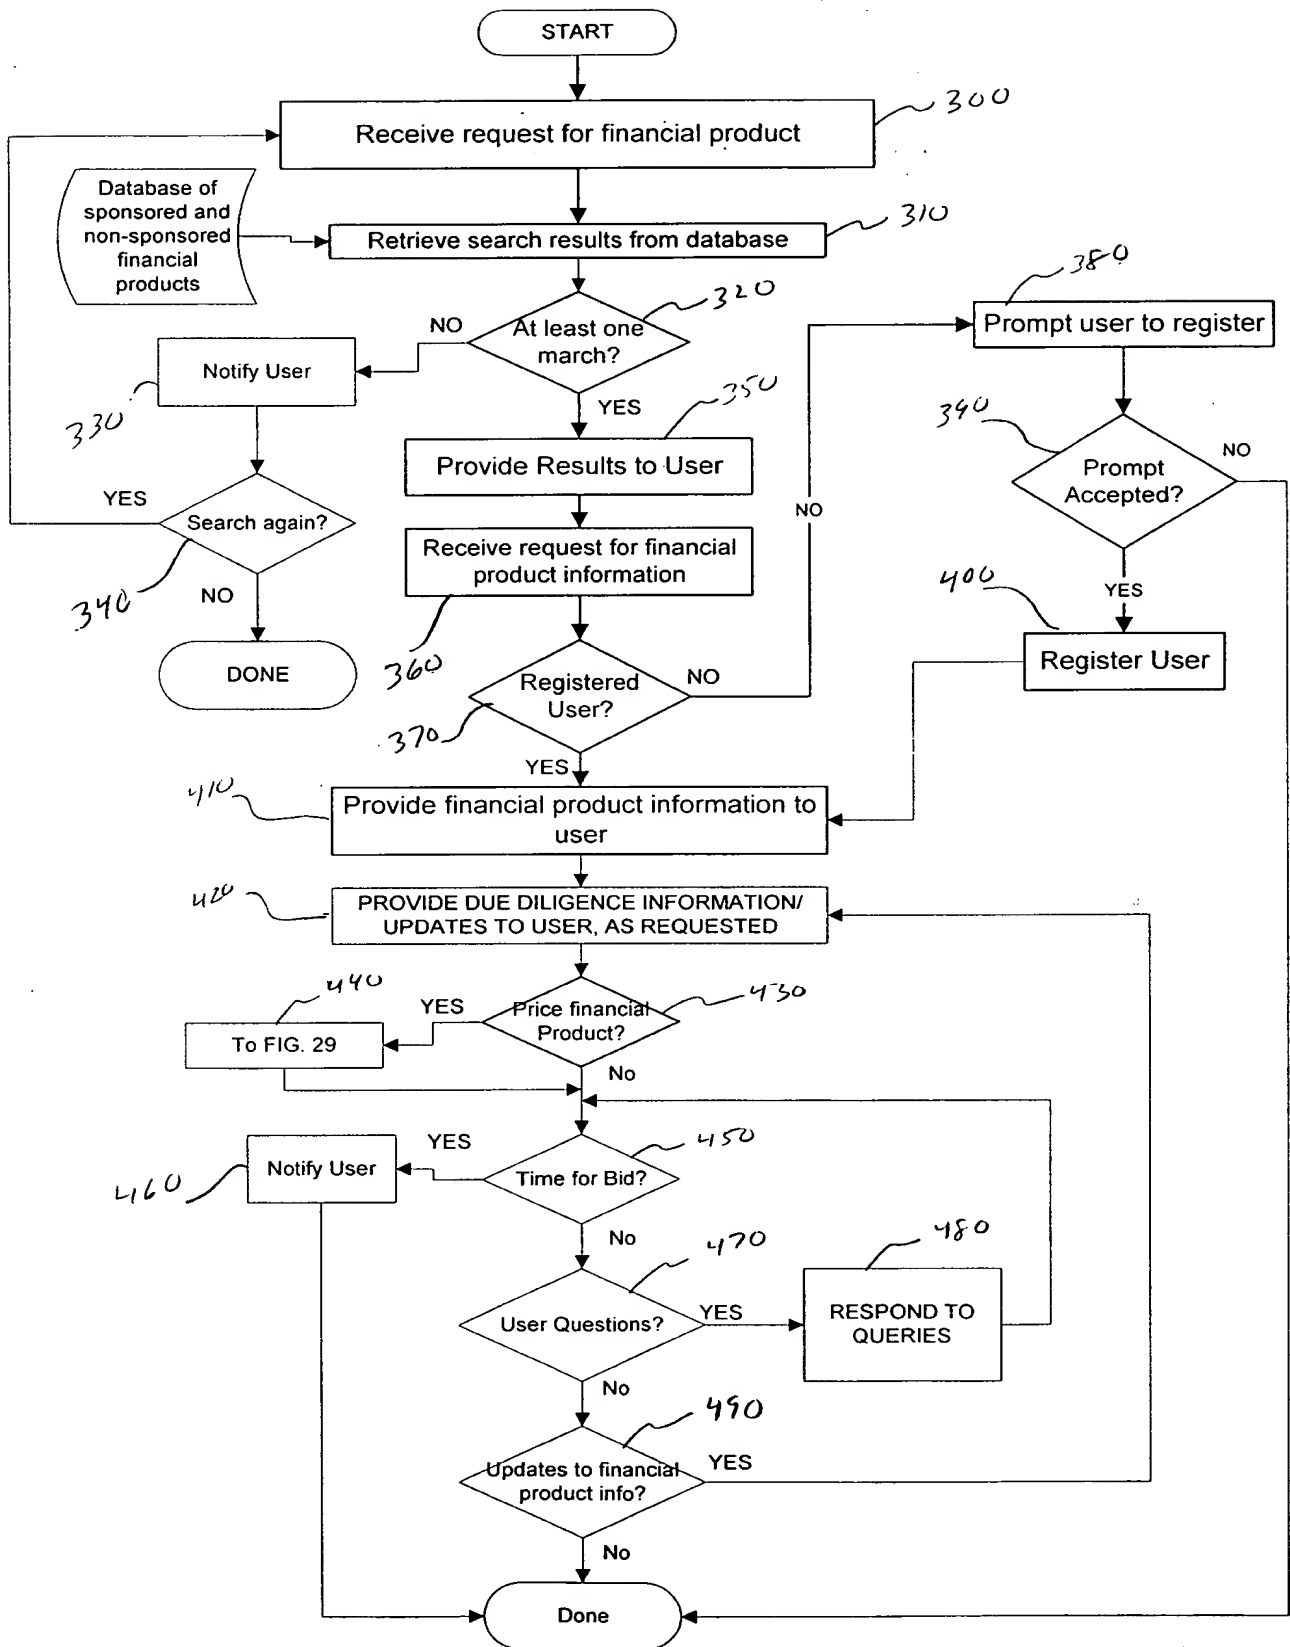 START
Receive request for financial product
300
Database of
sponsored and
non-sponsored
financial
products
Retrieve search results from database
310
At least one
march?
320
NO
YES
Notify User
330
Search again?
340
YES
NO
DONE
Provide Results to User
350
Receive request for financial
product information
360
Registered
User?
370
NO
NO
YES
Prompt user to register
380
Prompt
Accepted?
390
NO
YES
Register User
400
Provide financial product information to
user
410
PROVIDE DUE DILIGENCE INFORMATION/
UPDATES TO USER, AS REQUESTED
420
Price financial
Product?
430
YES
No
To FIG. 29
440
Time for Bid?
450
YES
No
Notify User
460
User Questions?
470
YES
No
RESPOND TO
QUERIES
480
Updates to financial
product info?
490
YES
No
Done